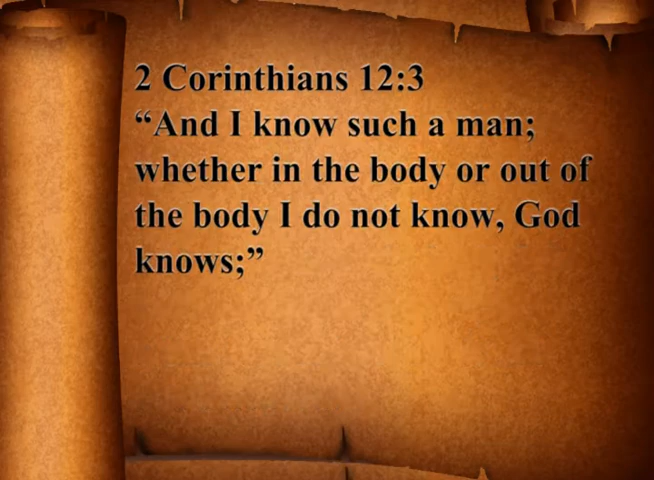 2 Corinthians 12:3
“And I know such a man;
whether in the body or out of
the body I do not know, God
knows;”